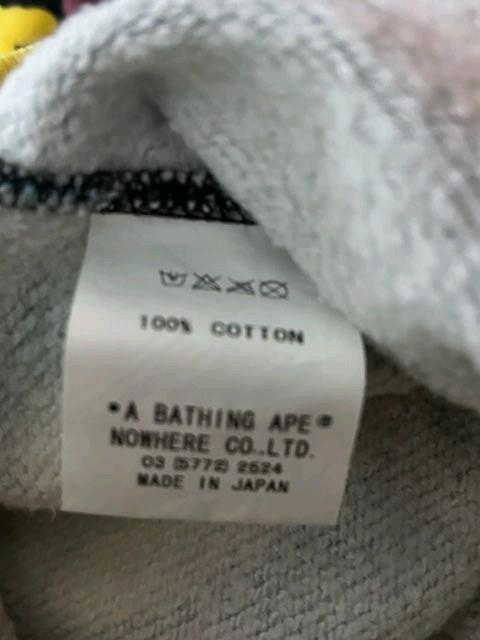 100% COTTON
*A BATHING APE®
NOWHERE CO.,LTD.
03 (5772) 2524
MADE IN JAPAN